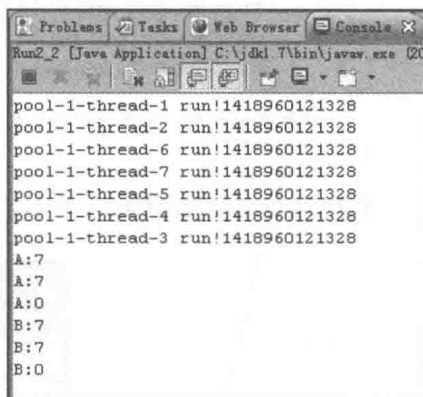 Problems Tasks Web Browser Console
Run2_2 [Java Application] C:\jdk1.7\bin\javaw.exe (20
pool-1-thread-1 run!1418960121328
pool-1-thread-2 run!1418960121328
pool-1-thread-6 run!1418960121328
pool-1-thread-7 run!1418960121328
pool-1-thread-5 run!1418960121328
pool-1-thread-4 run!1418960121328
pool-1-thread-3 run!1418960121328
A:7
A:7
A:0
B:7
B:7
B:0